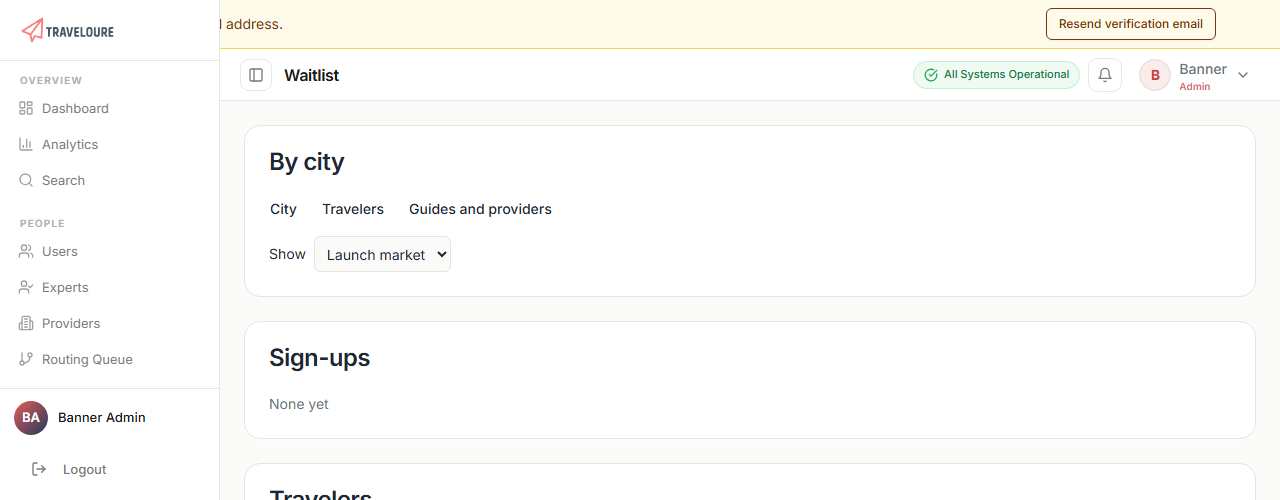 TRAVELOURE
OVERVIEW
Dashboard
Analytics
Search
PEOPLE
Users
Experts
Providers
Routing Queue
BA
Banner Admin
Logout
address.
Resend verification email
Waitlist
All Systems Operational
B
Banner
Admin
By city
City Travelers Guides and providers
Show Launch market
Sign-ups
None yet
Travelers